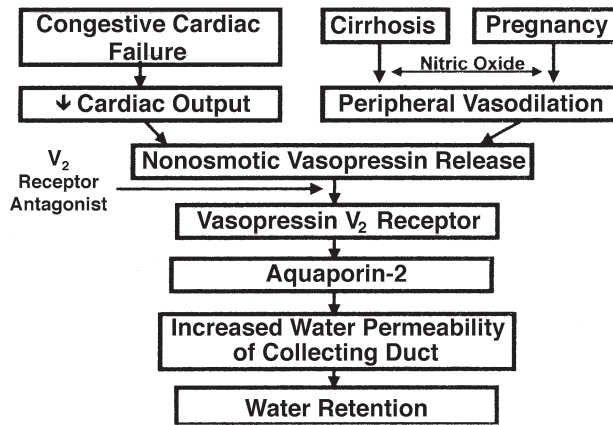 Congestive Cardiac
Failure
Cirrhosis
Pregnancy
Nitric Oxide
↓ Cardiac Output
Peripheral Vasodilation
Nonosmotic Vasopressin Release
V₂
Receptor
Antagonist
Vasopressin V₂ Receptor
Aquaporin-2
Increased Water Permeability
of Collecting Duct
Water Retention